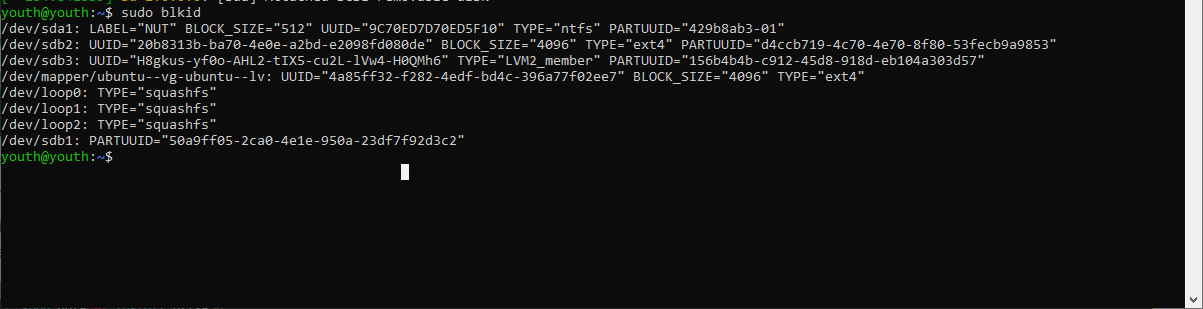 youth@youth:~$ sudo blkid
/dev/sda1: LABEL="NUT" BLOCK_SIZE="512" UUID="9C70ED7D70ED5F10" TYPE="ntfs" PARTUUID="429b8ab3-01"
/dev/sdb2: UUID="20b8313b-ba70-4e0e-a2bd-e2098fd080de" BLOCK_SIZE="4096" TYPE="ext4" PARTUUID="d4ccb719-4c70-4e70-8f80-53fecb9a9853"
/dev/sdb3: UUID="H8gkus-yf0o-AHL2-tIX5-cu2L-lVw4-H0QMh6" TYPE="LVM2_member" PARTUUID="156b4b4b-c912-45d8-918d-eb104a303d57"
/dev/mapper/ubuntu--vg-ubuntu--lv: UUID="4a85ff32-f282-4edf-bd4c-396a77f02ee7" BLOCK_SIZE="4096" TYPE="ext4"
/dev/loop0: TYPE="squashfs"
/dev/loop1: TYPE="squashfs"
/dev/loop2: TYPE="squashfs"
/dev/sdb1: PARTUUID="50a9ff05-2ca0-4e1e-950a-23df7f92d3c2"
youth@youth:~$